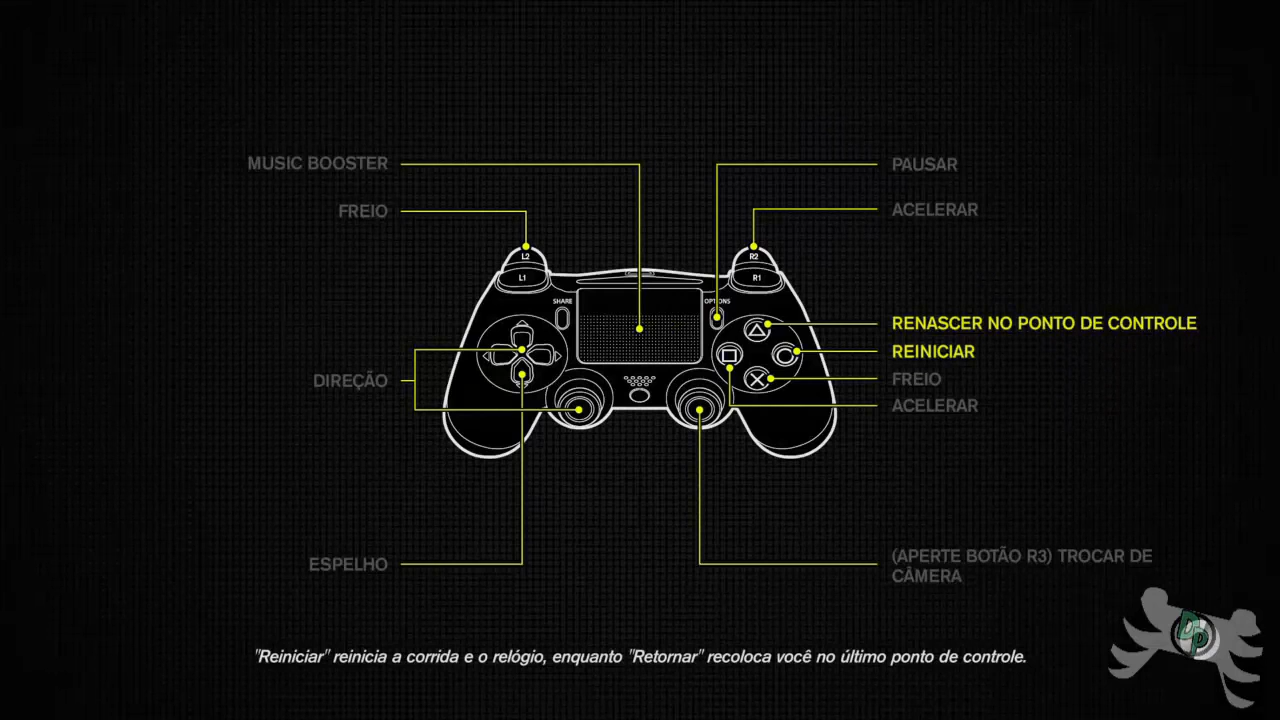 MUSIC BOOSTER
PAUSAR
FREIO
ACELERAR
L2
R2
L1
R1
SHARE
OPTIONS
RENASCER NO PONTO DE CONTROLE
REINICIAR
DIREÇÃO
FREIO
ACELERAR
ESPELHO
(APERTE BOTÃO R3) TROCAR DE
CÂMERA
"Reiniciar" reinicia a corrida e o relógio, enquanto "Retornar" recoloca você no último ponto de controle.
DP